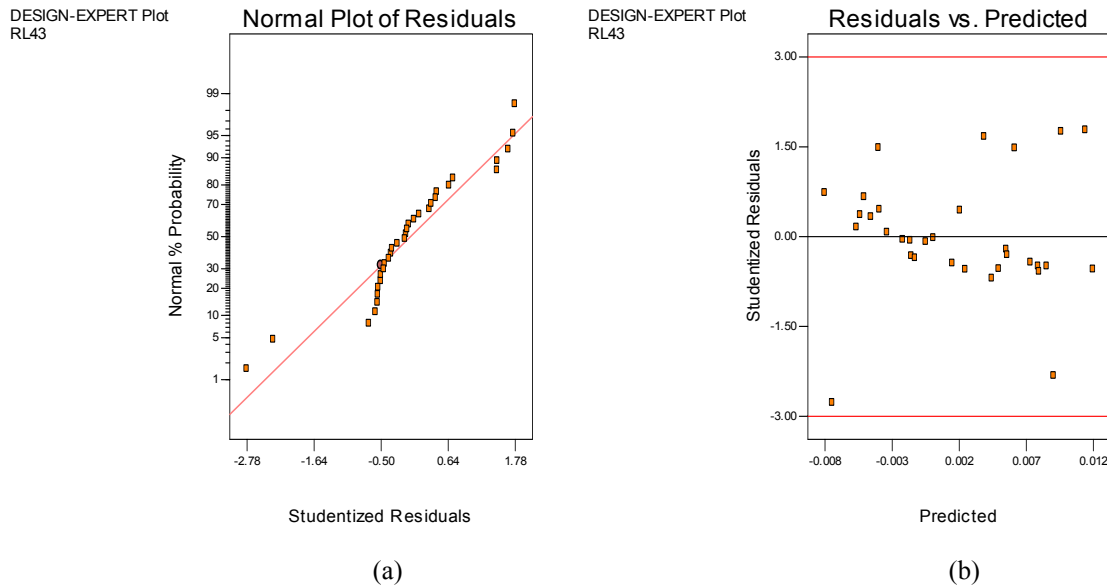 DESIGN-EXPERT Plot
RL43
Normal Plot of Residuals
Normal % Probability
99
95
90
80
70
50
30
20
10
5
1
-2.78
-1.64
-0.50
0.64
1.78
Studentized Residuals
(a)
DESIGN-EXPERT Plot
RL43
Residuals vs. Predicted
Studentized Residuals
3.00
1.50
0.00
-1.50
-3.00
-0.008
-0.003
0.002
0.007
0.012
Predicted
(b)